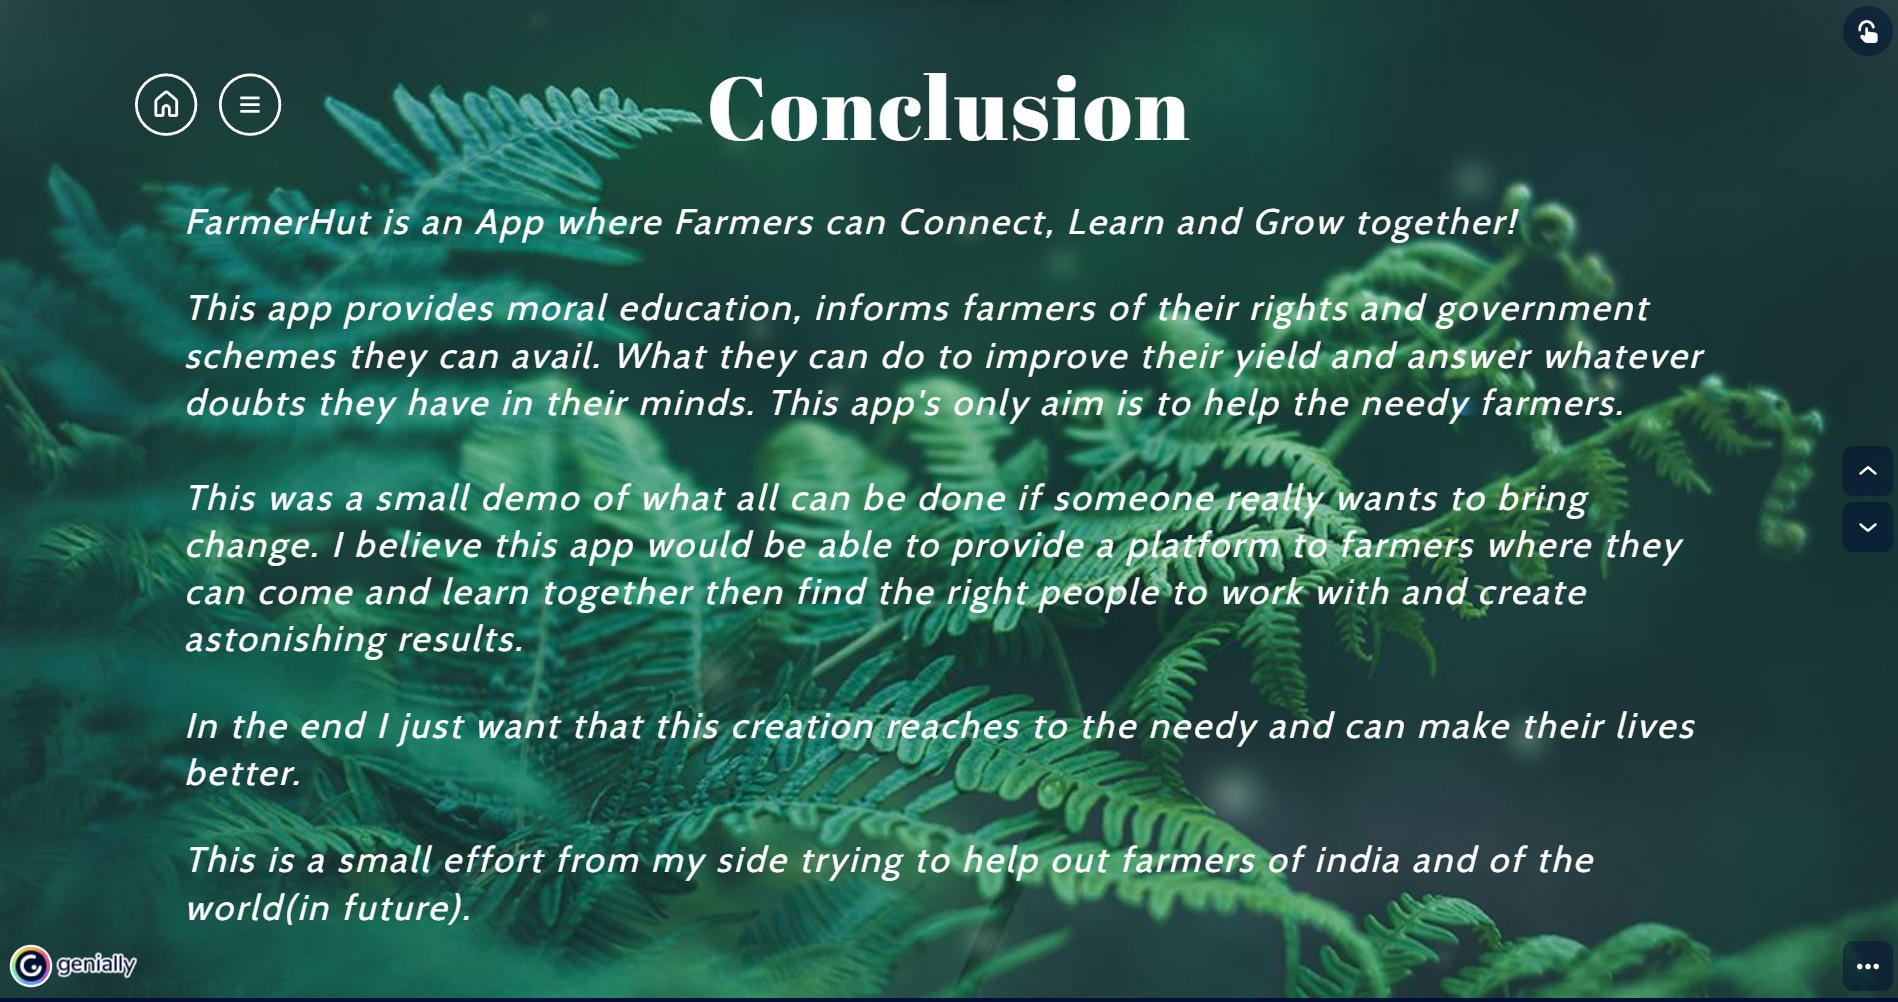 Conclusion
FarmerHut is an App where Farmers can Connect, Learn and Grow together!
This app provides moral education, informs farmers of their rights and government
schemes they can avail. What they can do to improve their yield and answer whatever
doubts they have in their minds. This app's only aim is to help the needy farmers.
This was a small demo of what all can be done if someone really wants to bring
change. I believe this app would be able to provide a platform to farmers where they
can come and learn together then find the right people to work with and create
astonishing results.
In the end I just want that this creation reaches to the needy and can make their lives
better.
This is a small effort from my side trying to help out farmers of india and of the
world(in future).
genially